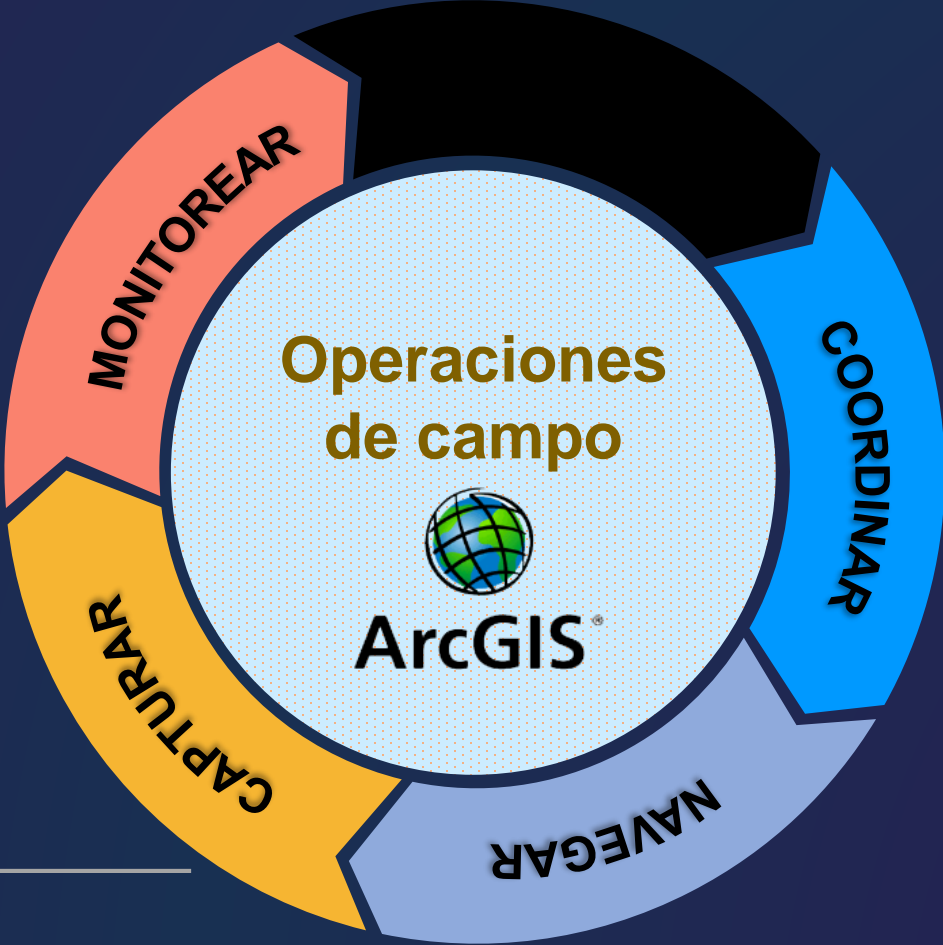 MONITOREAR
COORDINAR
Operaciones
de campo
ArcGIS®
CAPTURAR
NAVEGAR